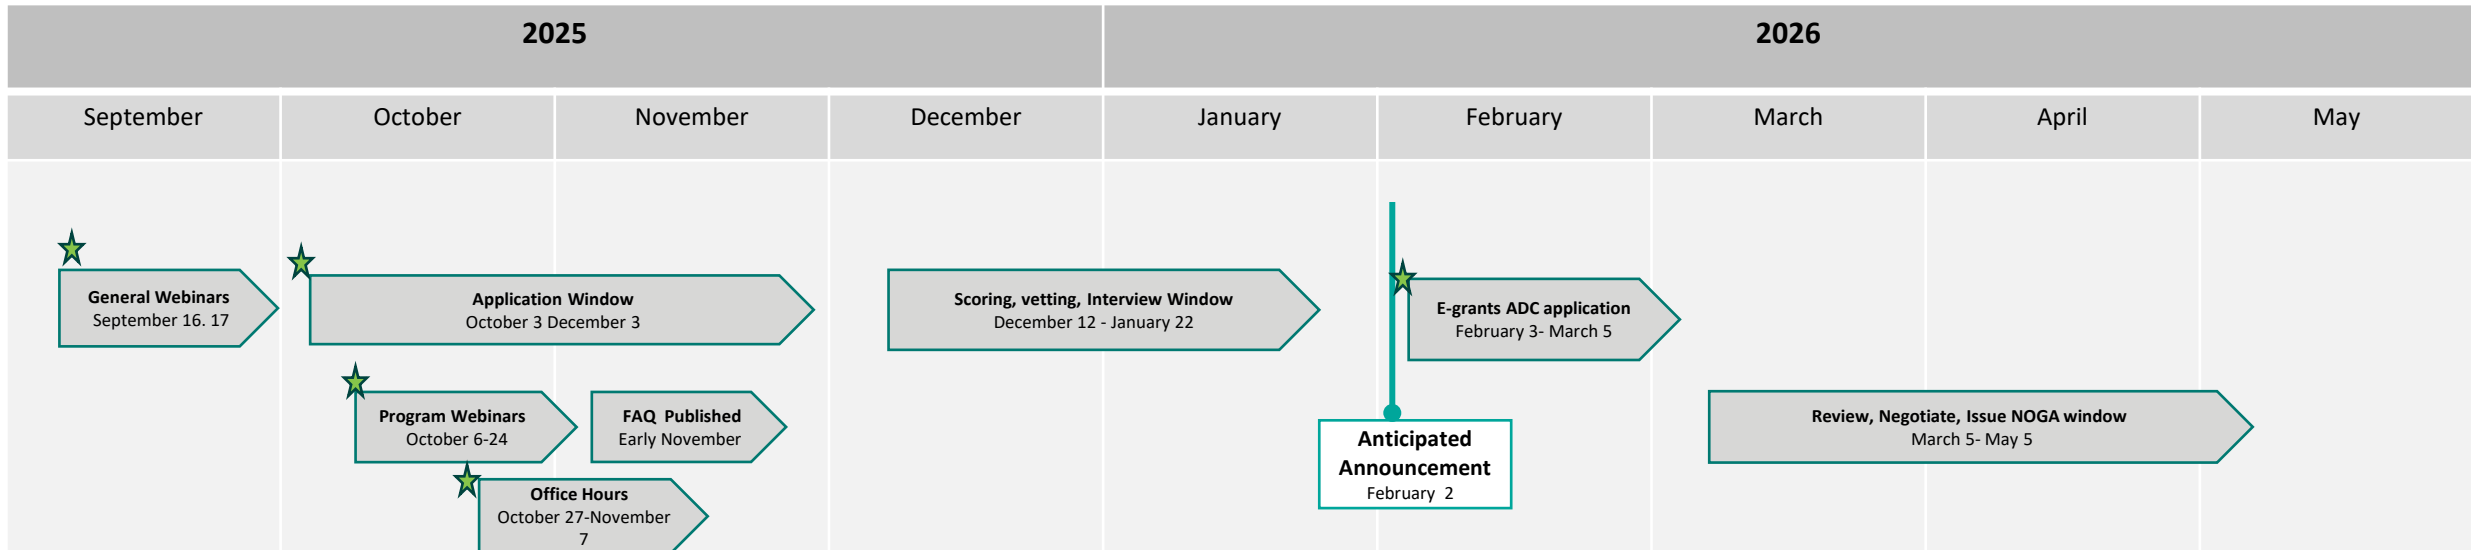 2025
2026
September
October
November
December
January
February
March
April
May
General Webinars
September 16. 17
Application Window
October 3 December 3
Scoring, vetting, Interview Window
December 12 - January 22
E-grants ADC application
February 3- March 5
Program Webinars
October 6-24
FAQ  Published
Early November
Anticipated
Announcement
February  2
Review, Negotiate, Issue NOGA window
March 5- May 5
Office Hours
October 27-November
7